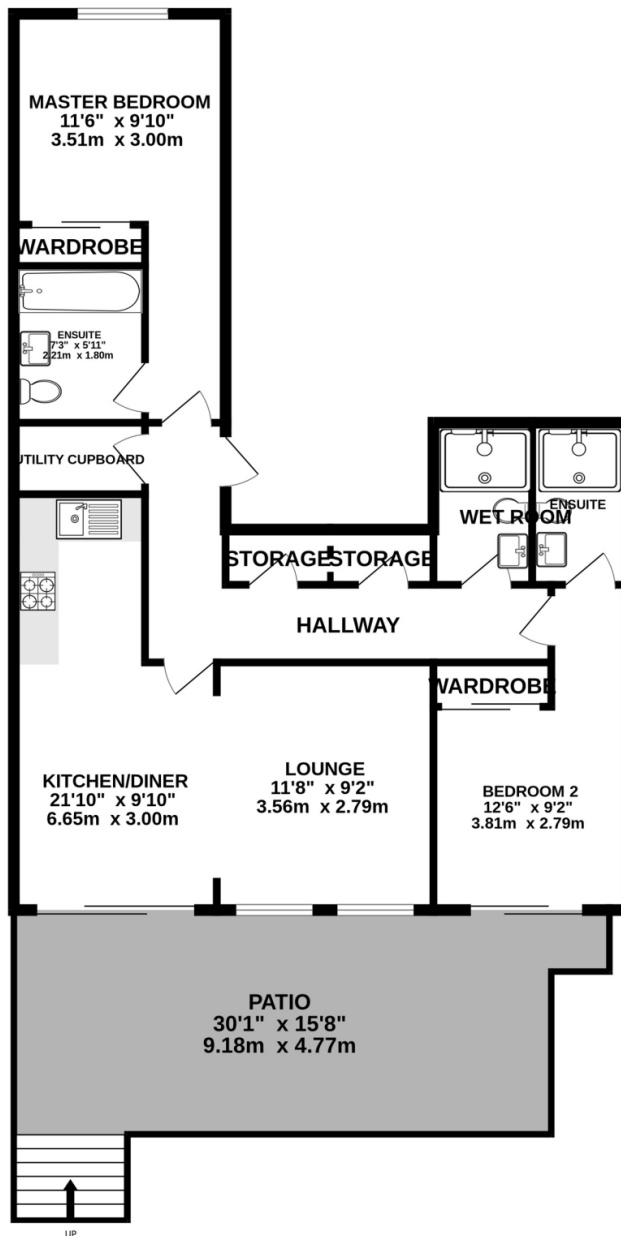 MASTER BEDROOM
11'6" x 9'10"
3.51m x 3.00m
WARDROBE
ENSUITE
7'3" x 5'11"
2.21m x 1.80m
UTILITY CUPBOARD
WET ROOM
ENSUITE
STORAGE
STORAGE
HALLWAY
WARDROBE
KITCHEN/DINER
21'10" x 9'10"
6.65m x 3.00m
LOUNGE
11'8" x 9'2"
3.56m x 2.79m
BEDROOM 2
12'6" x 9'2"
3.81m x 2.79m
PATIO
30'1" x 15'8"
9.18m x 4.77m
UP